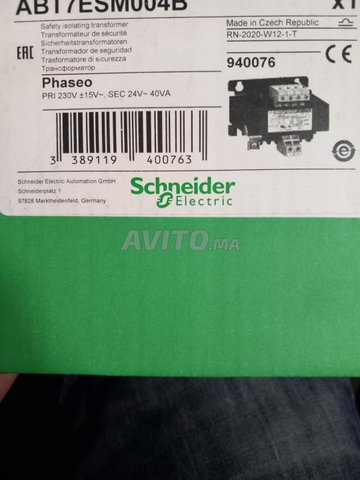 ABT7ESM004B
x1
Safety isolating transformer
Transformateur de sécurité
Sicherheitstransformatoren
Transformador de seguridad
Trasformatore di sicurezza
Трансформатор
Made in Czech Republic
RN-2020-W12-1-T
940076
EAC
Phaseo
PRI 230V ±15V~, SEC 24V~ 40VA
3 389119 400763
Schneider Electric Automation GmbH
Schneiderplatz 1
97828 Marktheidenfeld, Germany
Schneider
Electric
AVITO.ma